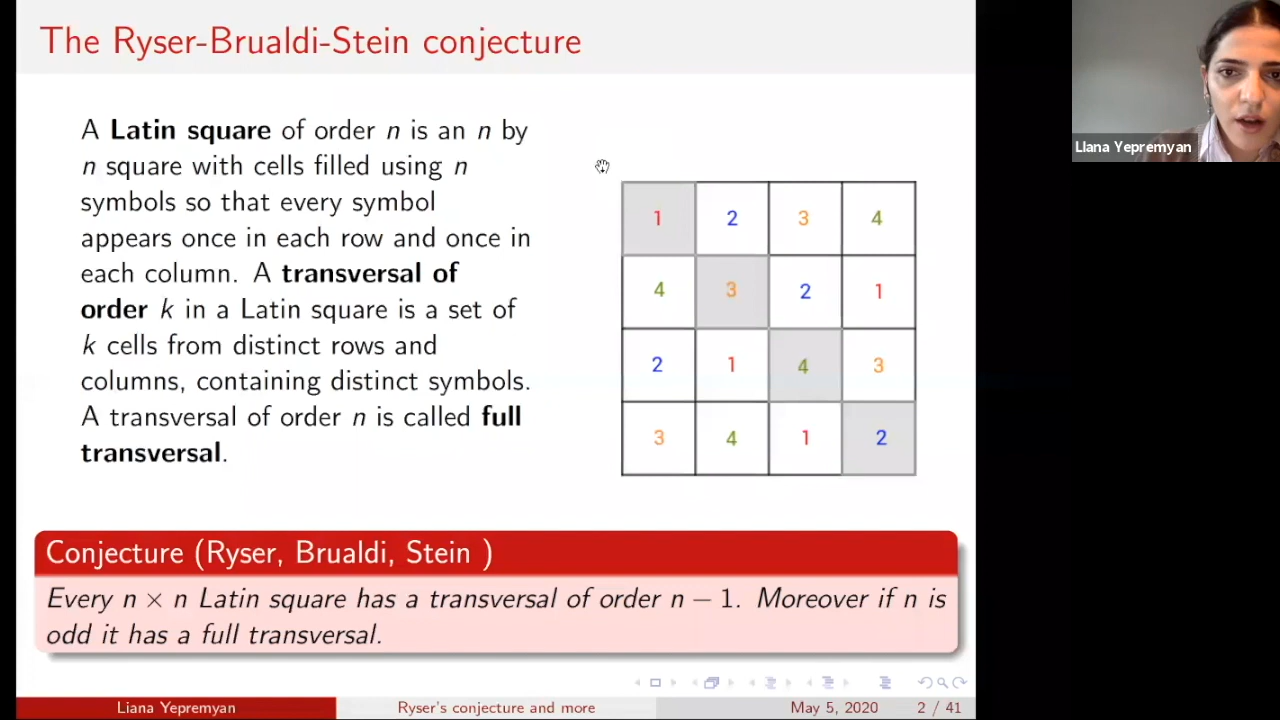 The Ryser-Brualdi-Stein conjecture
A Latin square of order n is an n by
n square with cells filled using n
symbols so that every symbol
appears once in each row and once in
each column. A transversal of
order k in a Latin square is a set of
k cells from distinct rows and
columns, containing distinct symbols.
A transversal of order n is called full
transversal.
1 2 3 4
4 3 2 1
2 1 4 3
3 4 1 2
Conjecture (Ryser, Brualdi, Stein )
Every n × n Latin square has a transversal of order n − 1. Moreover if n is
odd it has a full transversal.
Liana Yepremyan
Ryser's conjecture and more
May 5, 2020
2 / 41
LIana Yepremyan